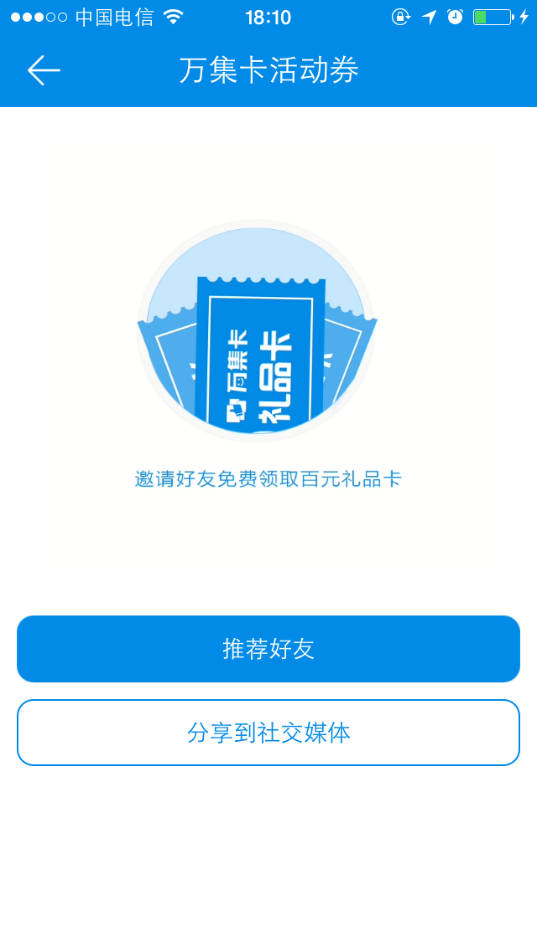 中国电信
18:10
万集卡活动券
万集卡
礼品卡
邀请好友免费领取百元礼品卡
推荐好友
分享到社交媒体